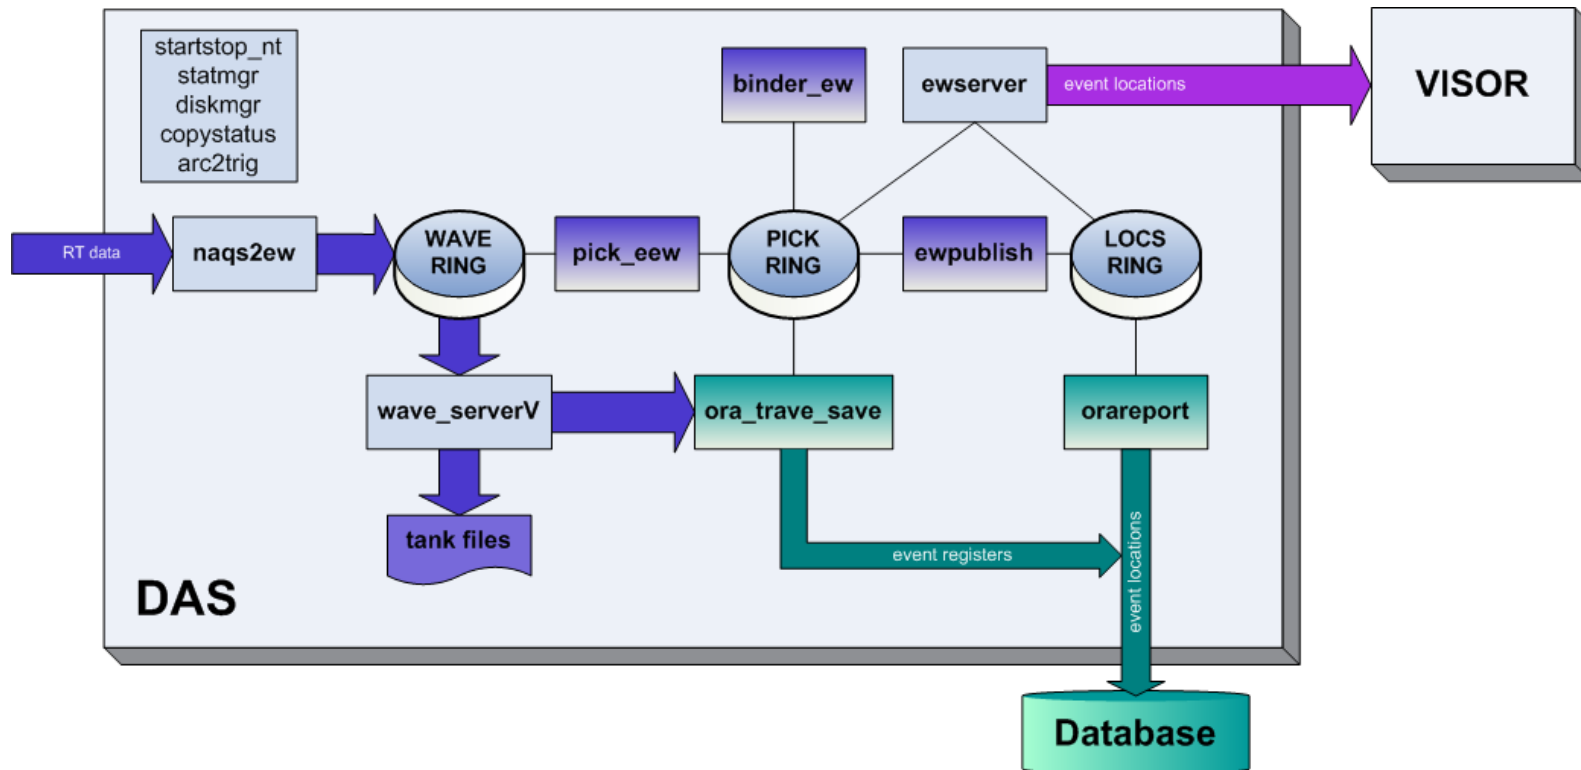 startstop_nt
statmgr
diskmgr
copystatus
arc2trig
binder_ew
ewserver
event locations
VISOR
RT data
naqs2ew
WAVE
RING
pick_eew
PICK
RING
ewpublish
LOCS
RING
wave_serverV
ora_trave_save
orareport
tank files
event registers
event locations
DAS
Database